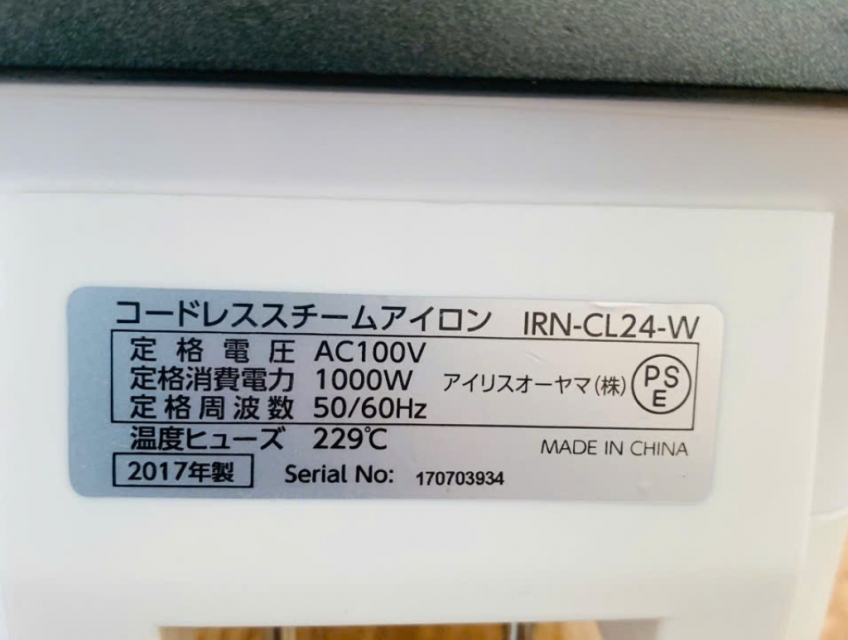 コードレススチームアイロン IRN-CL24-W
定格電圧 AC100V
定格消費電力 1000W アイリスオーヤマ(株) PSE
定格周波数 50/60Hz
温度ヒューズ 229℃ MADE IN CHINA
2017年製 Serial No: 170703934